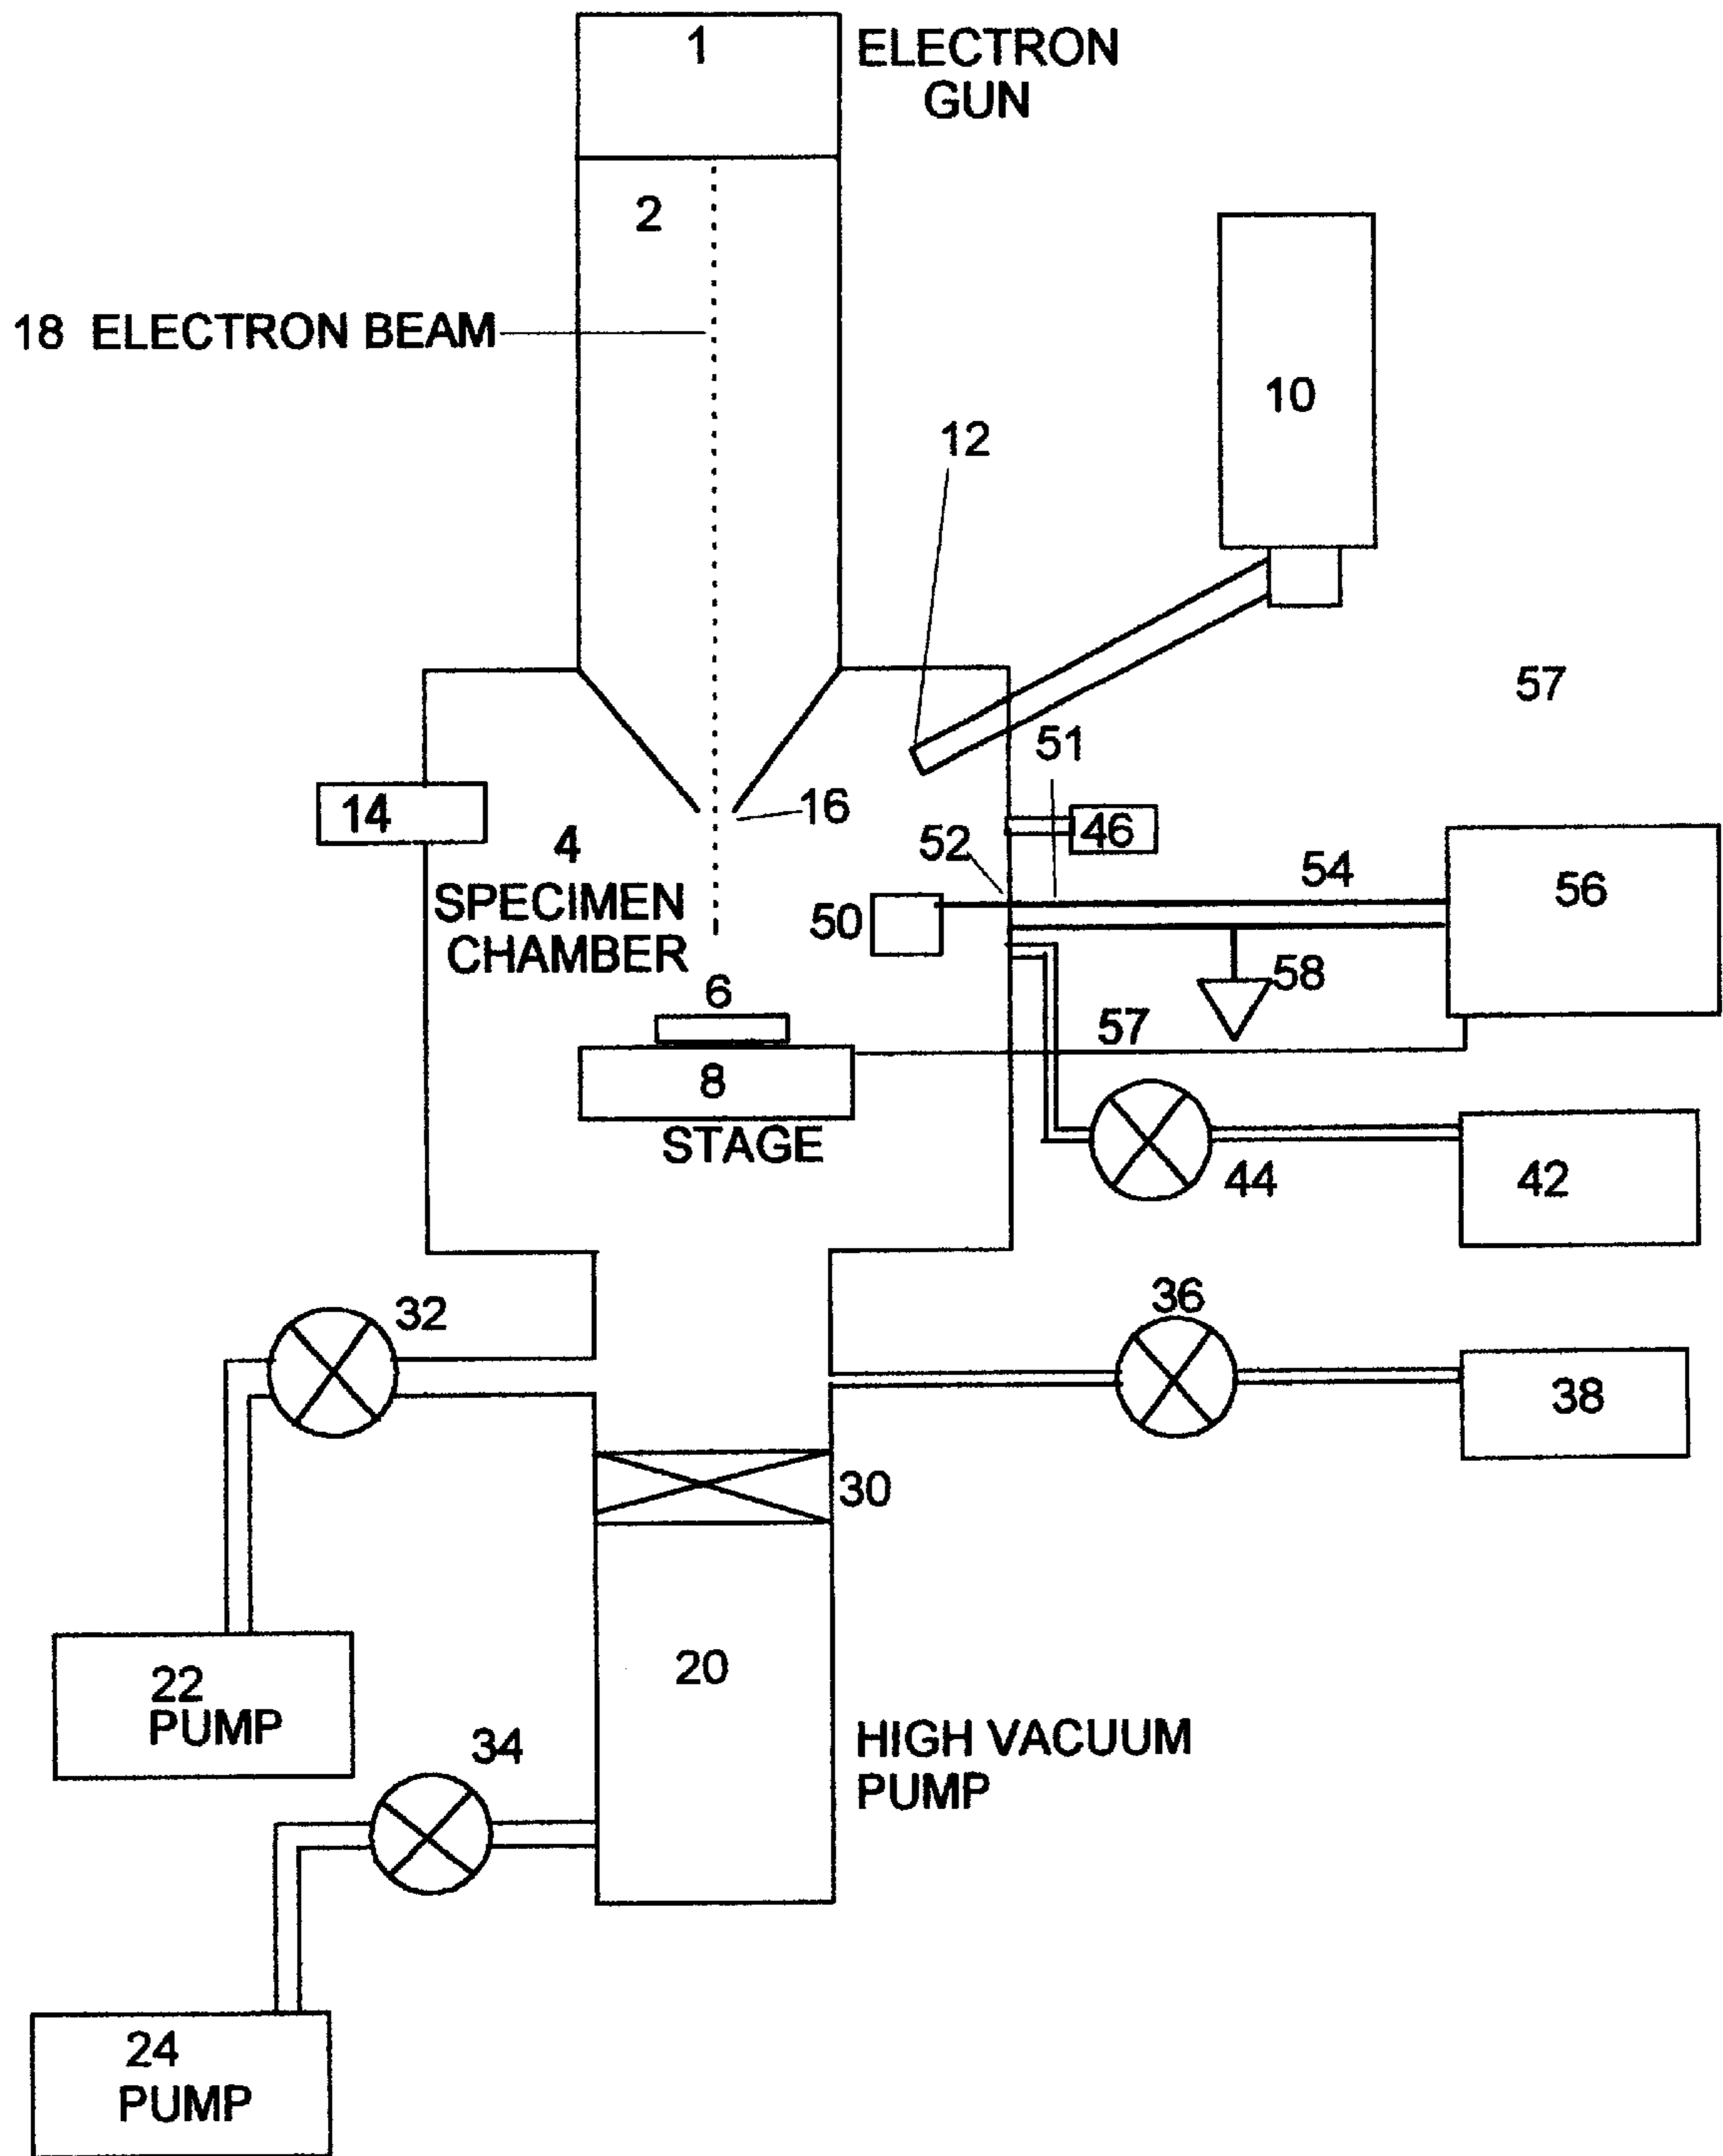 1
ELECTRON
GUN
2
18 ELECTRON BEAM
10
12
57
51
14
16
46
4
52
54
56
SPECIMEN
50
CHAMBER
58
6
57
8
STAGE
44
42
32
36
38
30
20
22
PUMP
34
HIGH VACUUM
PUMP
24
PUMP